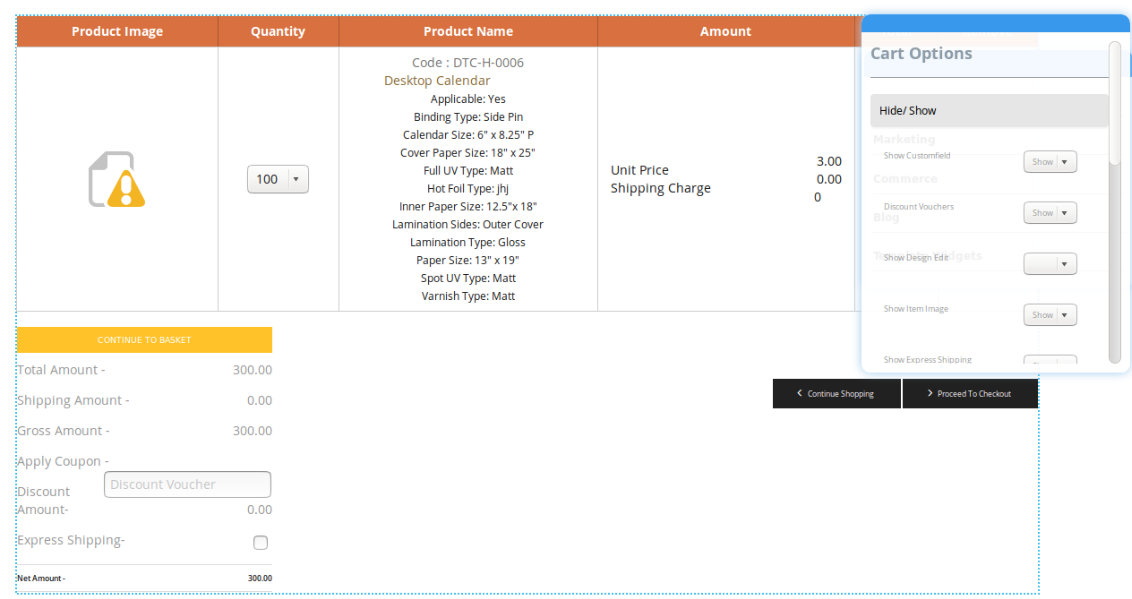 Product Image
Quantity
Product Name
Amount
Code : DTC-H-0006
Desktop Calendar
Applicable: Yes
Binding Type: Side Pin
Calendar Size: 6" x 8.25" P
Cover Paper Size: 18" x 25"
Full UV Type: Matt
Hot Foil Type: jhj
Inner Paper Size: 12.5"x 18"
Lamination Sides: Outer Cover
Lamination Type: Gloss
Paper Size: 13" x 19"
Spot UV Type: Matt
Varnish Type: Matt
100
Unit Price 3.00
0.00
Shipping Charge 0
CONTINUE TO BASKET
Total Amount - 300.00
Shipping Amount - 0.00
Gross Amount - 300.00
Apply Coupon -
Discount Voucher
Discount
Amount- 0.00
Express Shipping-
Net Amount - 300.00
Continue Shopping
Proceed To Checkout
Cart Options
Hide/ Show
Marketing
Show Customfield Show
Commerce
Discount Vouchers Show
Blog
Show Design Edit
Widgets
Show Item Image Show
Show Express Shipping